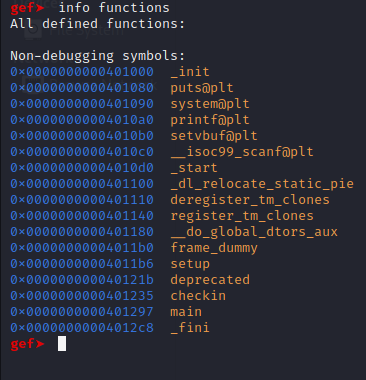 gef➤  info functions
All defined functions:
Non-debugging symbols:
0x0000000000401000  _init
0x0000000000401080  puts@plt
0x0000000000401090  system@plt
0x00000000004010a0  printf@plt
0x00000000004010b0  setvbuf@plt
0x00000000004010c0  __isoc99_scanf@plt
0x00000000004010d0  _start
0x0000000000401100  _dl_relocate_static_pie
0x0000000000401110  deregister_tm_clones
0x0000000000401140  register_tm_clones
0x0000000000401180  __do_global_dtors_aux
0x00000000004011b0  frame_dummy
0x00000000004011b6  setup
0x000000000040121b  deprecated
0x0000000000401235  checkin
0x0000000000401297  main
0x00000000004012c8  _fini
gef➤